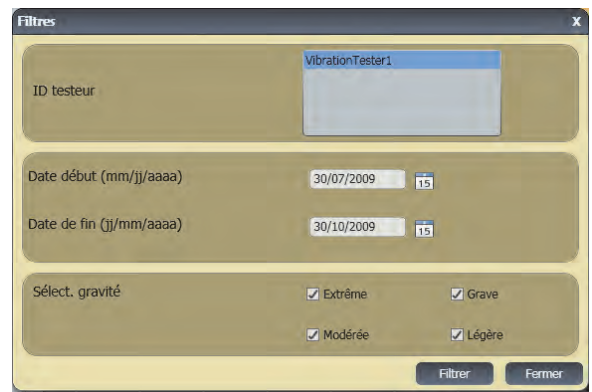 Filtres X
ID testeur
VibrationTester1
Date début (mm/jj/aaaa) 30/07/2009 15
Date de fin (jj/mm/aaaa) 30/10/2009 15
Sélect. gravité
Extrême Grave
Modérée Légère
Filtrer Fermer